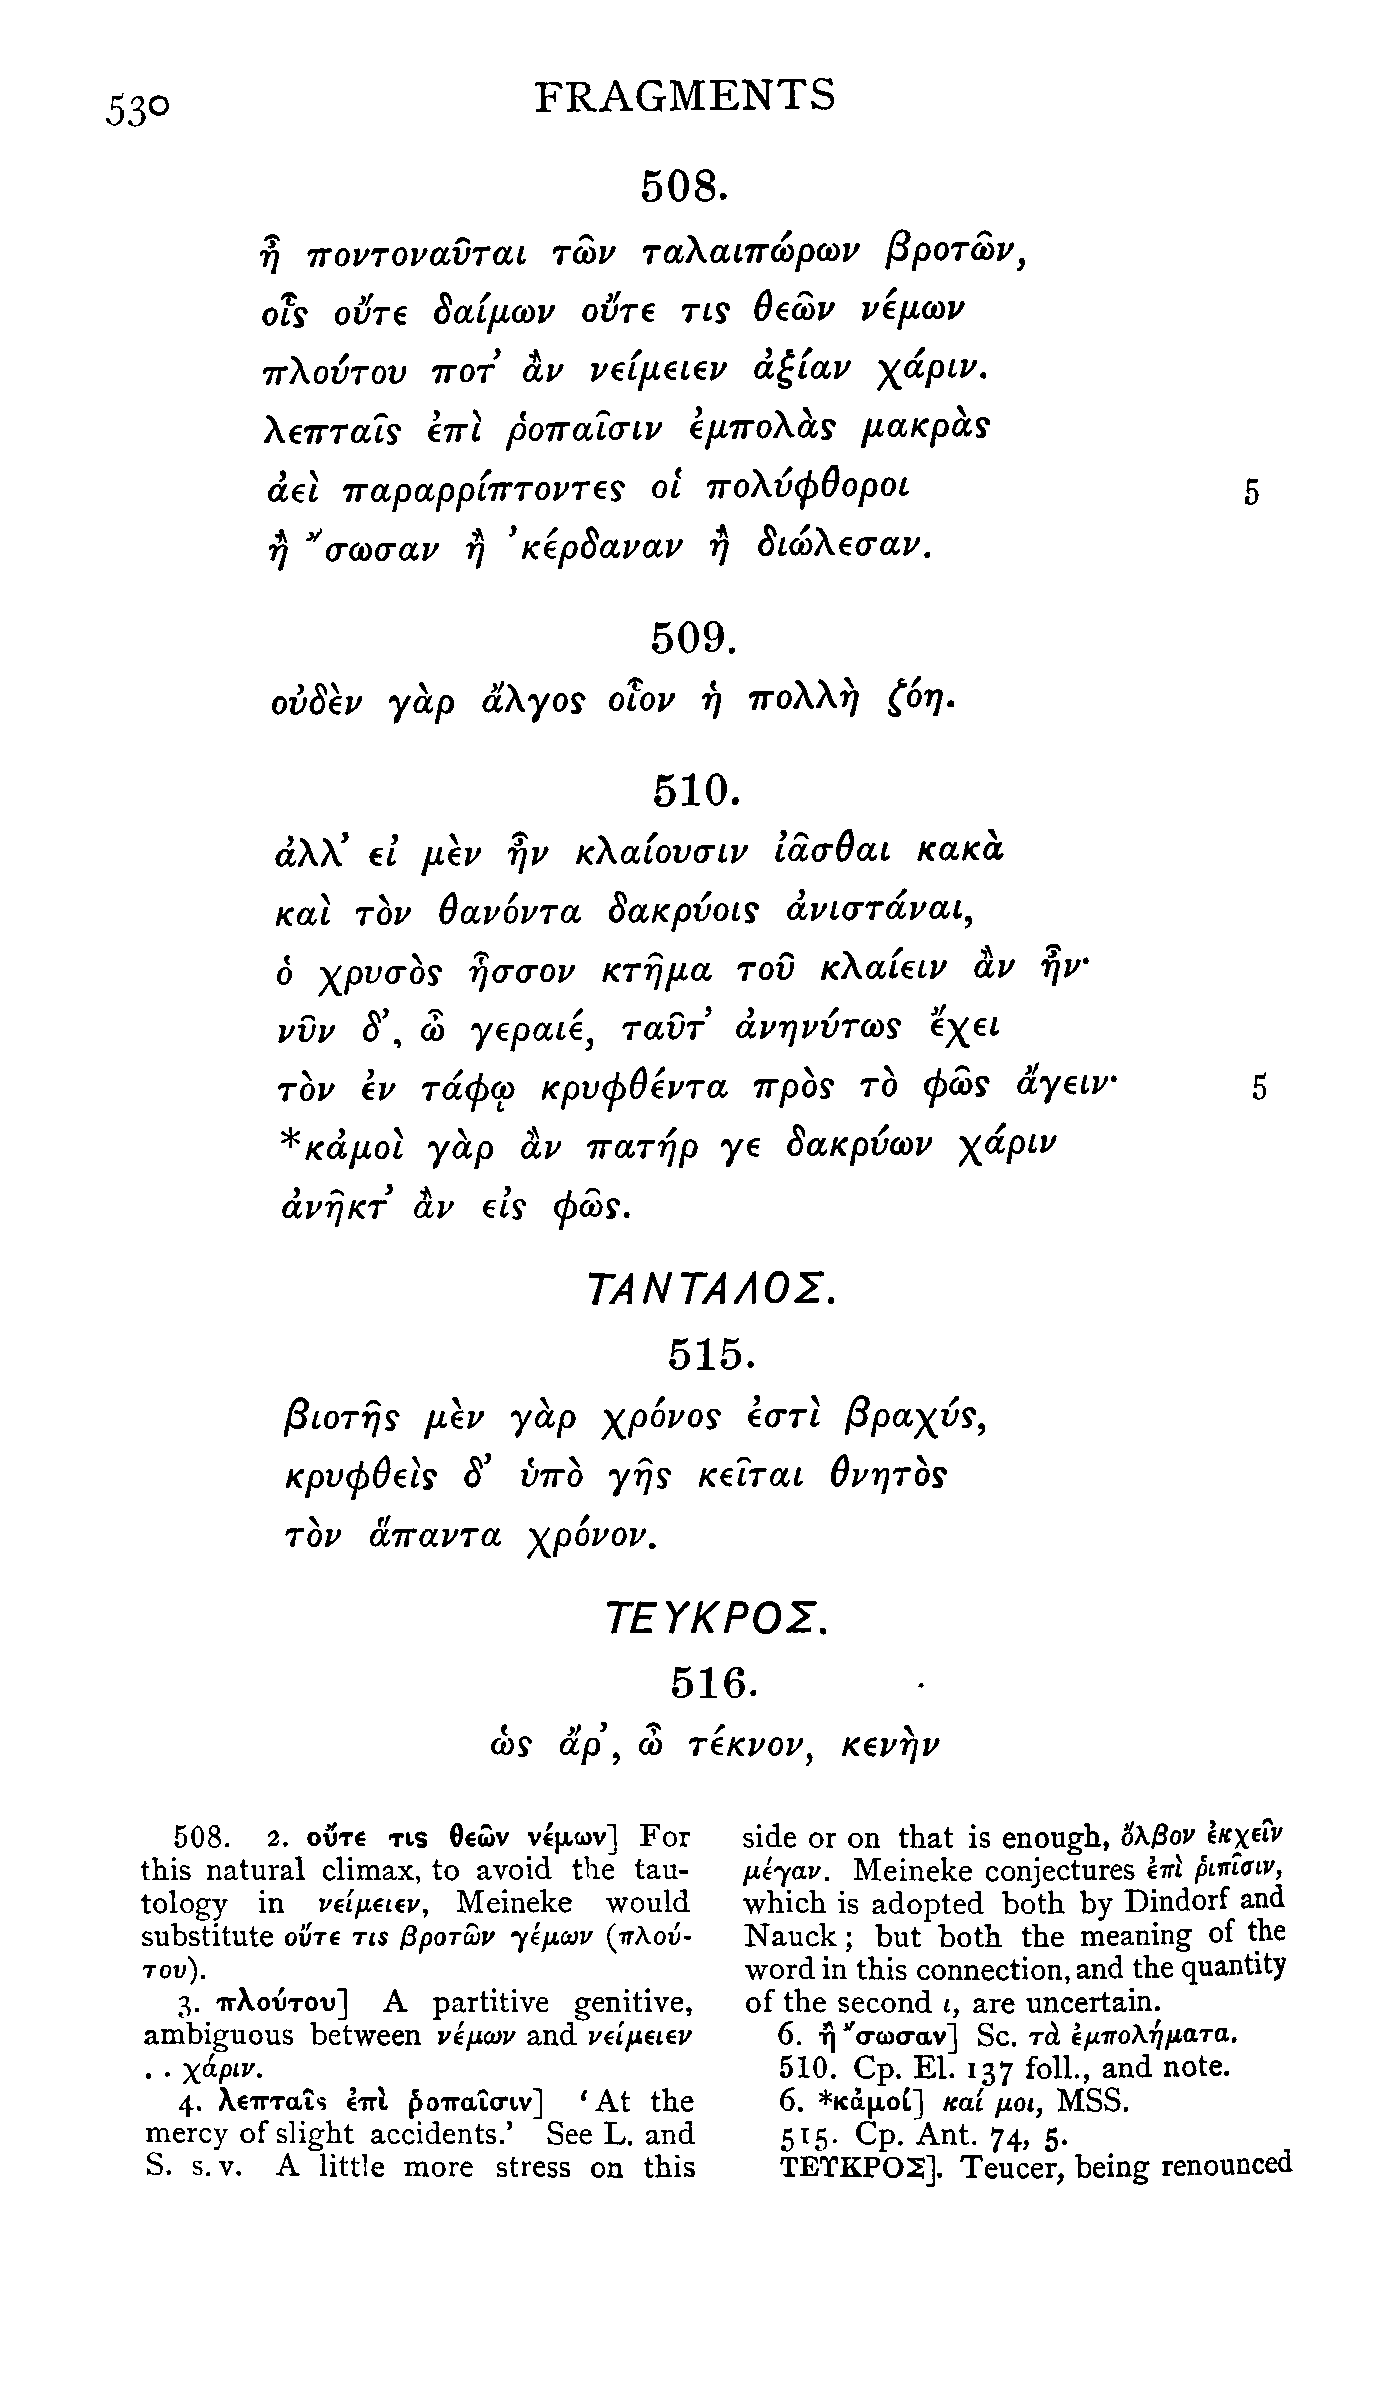 530
FRAGMENTS
508.
ἦ ποντοναῦται τῶν ταλαιπώρων βροτῶν,
οἷς οὔτε δαίμων οὔτε τις θεῶν νέμων
πλούτου ποτ’ ἂν νείμειεν ἀξίαν χάριν.
λεπταῖς ἐπὶ ῥοπαῖσιν ἐμπολὰς μακρὰς
ἀεὶ παραρρίπτοντες οἱ πολύφθοροι 5
ἢ ῎σωσαν ἢ ’κέρδαναν ἢ διώλεσαν.
509.
οὐδὲν γὰρ ἄλγος οἷον ἡ πολλὴ ζόη.
510.
ἀλλ’ εἰ μὲν ἦν κλαίουσιν ἰᾶσθαι κακὰ
καὶ τὸν θανόντα δακρύοις ἀνιστάναι,
ὁ χρυσὸς ἧσσον κτῆμα τοῦ κλαίειν ἂν ἦν·
νῦν δ’, ὦ γεραιέ, ταῦτ’ ἀνηνύτως ἔχει
τὸν ἐν τάφῳ κρυφθέντα πρὸς τὸ φῶς ἄγειν· 5
*κἀμοὶ γὰρ ἂν πατήρ γε δακρύων χάριν
ἀνῆκτ’ ἂν εἰς φῶς.
ΤΑΝΤΑΛΟΣ.
515.
βιοτῆς μὲν γὰρ χρόνος ἐστὶ βραχύς,
κρυφθεὶς δ’ ὑπὸ γῆς κεῖται θνητὸς
τὸν ἅπαντα χρόνον.
ΤΕΥΚΡΟΣ.
516.
ὡς ἄρ’, ὦ τέκνον, κενὴν
508. 2. οὔτε τις θεῶν νέμων] For
this natural climax, to avoid the tau-
tology in νείμειεν, Meineke would
substitute οὔτε τις βροτῶν γέμων (πλού-
του).
3. πλούτου] A partitive genitive,
ambiguous between νέμων and νείμειεν
. . χάριν.
4. λεπταῖς ἐπὶ ῥοπαῖσιν] ‘At the
mercy of slight accidents.’ See L. and
S. s. v. A little more stress on this
side or on that is enough, ὄλβον ἐκχεῖν
μέγαν. Meineke conjectures ἐπὶ ῥιπῖσιν,
which is adopted both by Dindorf and
Nauck ; but both the meaning of the
word in this connection, and the quantity
of the second ι, are uncertain.
6. ἢ ῎σωσαν] Sc. τὰ ἐμπολήματα.
510. Cp. El. 137 foll., and note.
6. *κἀμοί] καί μοι, MSS.
515. Cp. Ant. 74, 5.
ΤΕΥΚΡΟΣ]. Teucer, being renounced